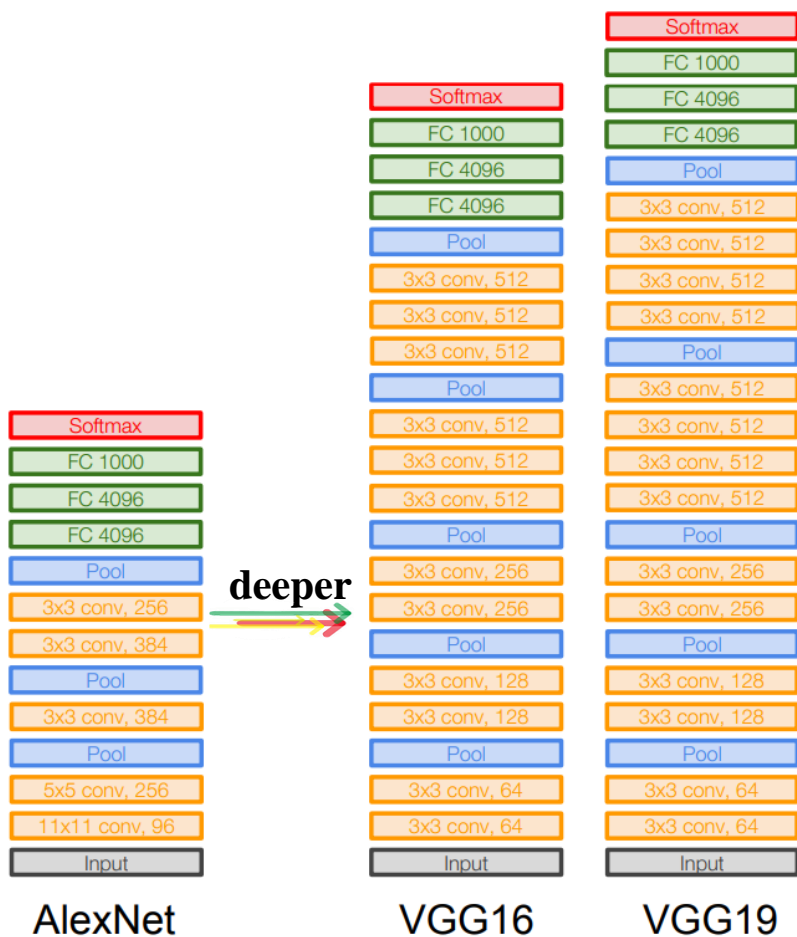 Softmax
FC 1000
FC 4096
FC 4096
Pool
3x3 conv, 256
3x3 conv, 384
Pool
3x3 conv, 384
Pool
5x5 conv, 256
11x11 conv, 96
Input
AlexNet
deeper
Softmax
FC 1000
FC 4096
FC 4096
Pool
3x3 conv, 512
3x3 conv, 512
3x3 conv, 512
Pool
3x3 conv, 512
3x3 conv, 512
3x3 conv, 512
Pool
3x3 conv, 256
3x3 conv, 256
Pool
3x3 conv, 128
3x3 conv, 128
Pool
3x3 conv, 64
3x3 conv, 64
Input
VGG16
Softmax
FC 1000
FC 4096
FC 4096
Pool
3x3 conv, 512
3x3 conv, 512
3x3 conv, 512
3x3 conv, 512
Pool
3x3 conv, 512
3x3 conv, 512
3x3 conv, 512
3x3 conv, 512
Pool
3x3 conv, 256
3x3 conv, 256
Pool
3x3 conv, 128
3x3 conv, 128
Pool
3x3 conv, 64
3x3 conv, 64
Input
VGG19